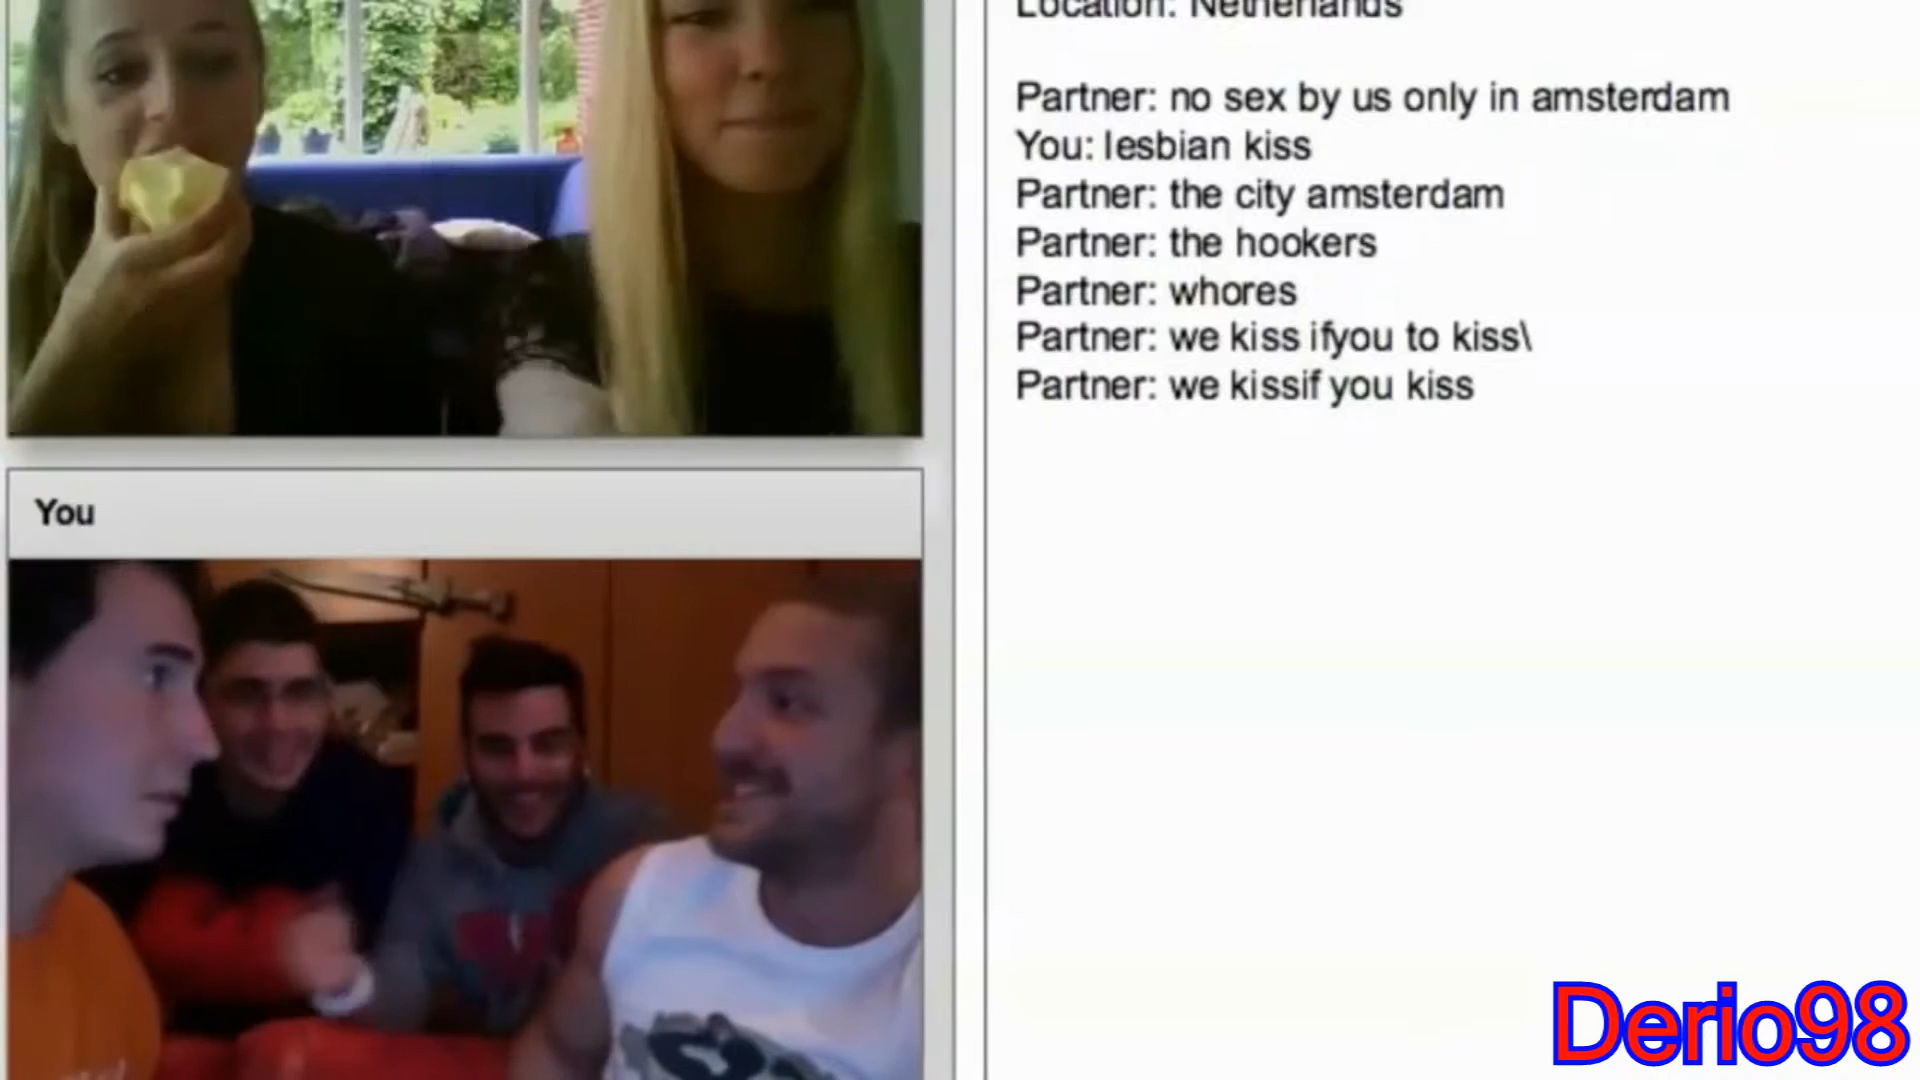 Location: Netherlands
Partner: no sex by us only in amsterdam
You: lesbian kiss
Partner: the city amsterdam
Partner: the hookers
Partner: whores
Partner: we kiss ifyou to kiss\
Partner: we kissif you kiss
You
Derio98